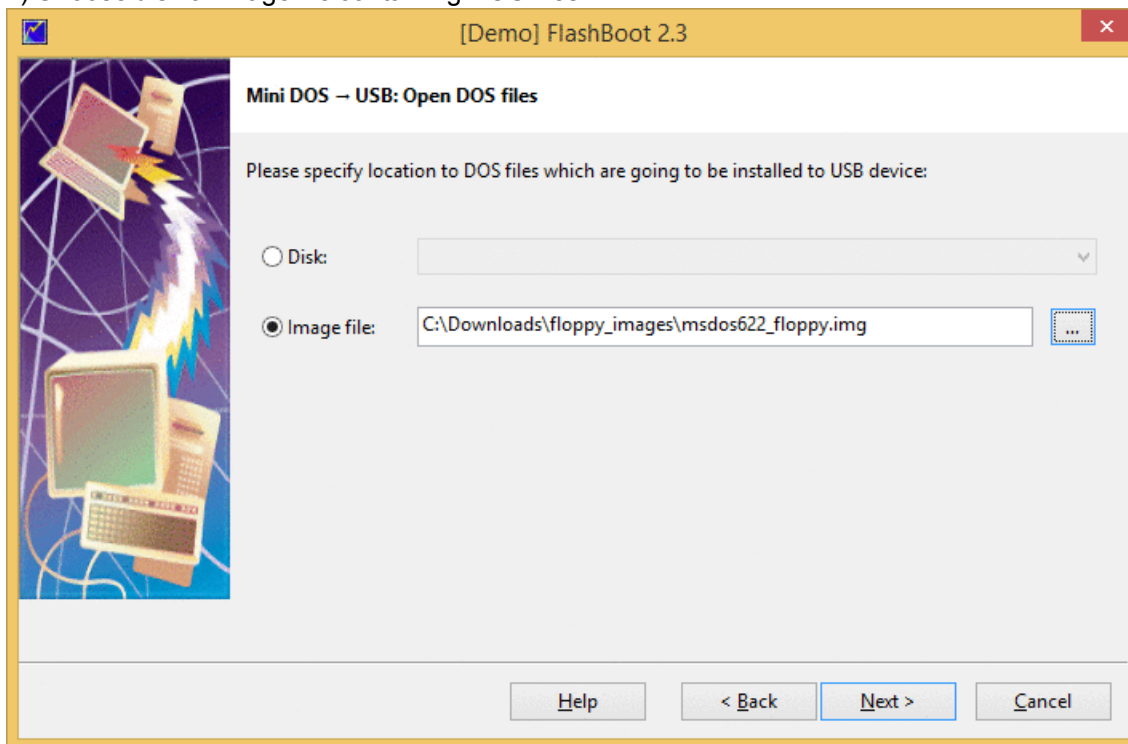 [Demo] FlashBoot 2.3
Mini DOS → USB: Open DOS files
Please specify location to DOS files which are going to be installed to USB device:
Disk:
Image file: C:\Downloads\floppy_images\msdos622_floppy.img ...
Help < Back Next > Cancel